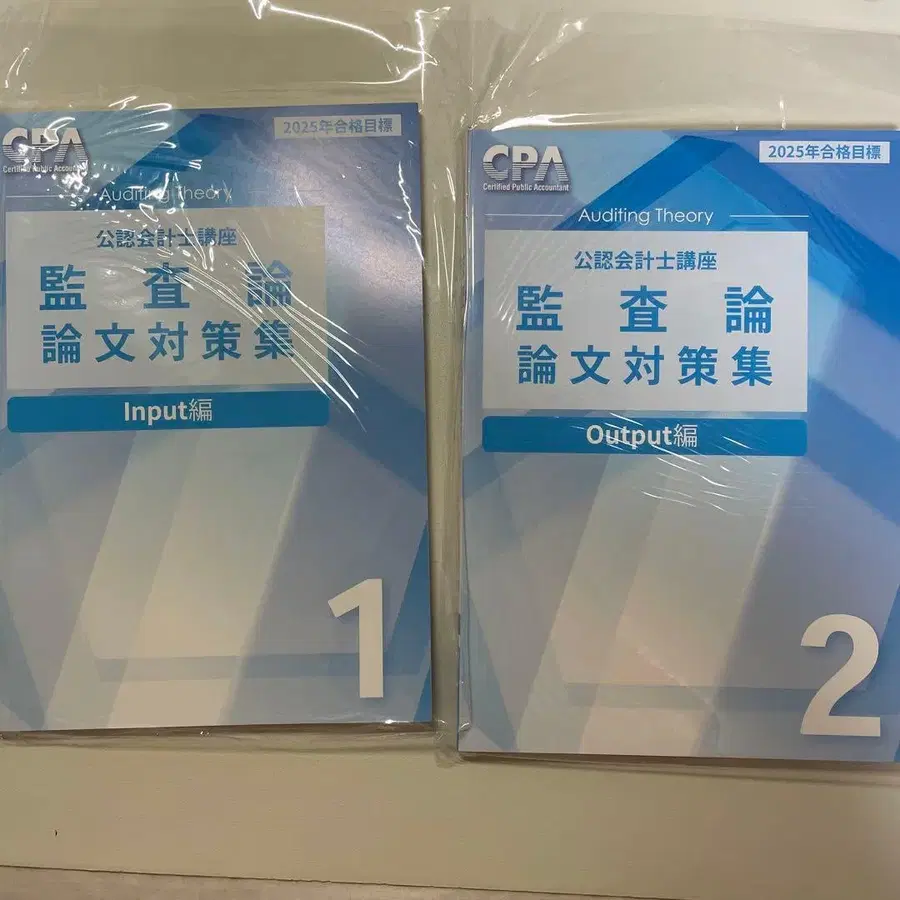 2025年合格目標
CPA
Certified Public Accountant
Auditing Theory
公認会計士講座
監査論
論文対策集
Input編
1
2025年合格目標
CPA
Certified Public Accountant
Auditing Theory
公認会計士講座
監査論
論文対策集
Output編
2